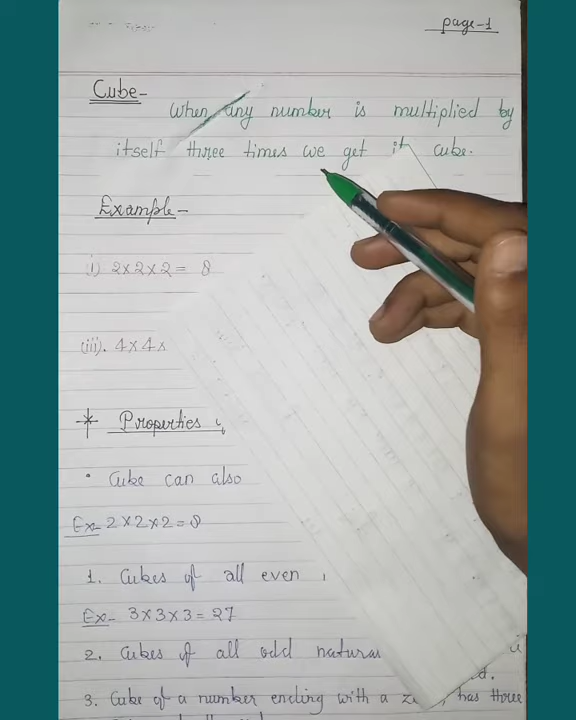 page-1
Cube-
When any number is multiplied by
itself three times we get it cube.
Example-
(i) 2×2×2= 8
(iii). 4×4×
* Properties
• Cube can also
Ex- 2×2×2=8
1. Cubes of all even
Ex- 3×3×3=27
2. Cubes of all odd natura
3. Cube of a number ending with a has three